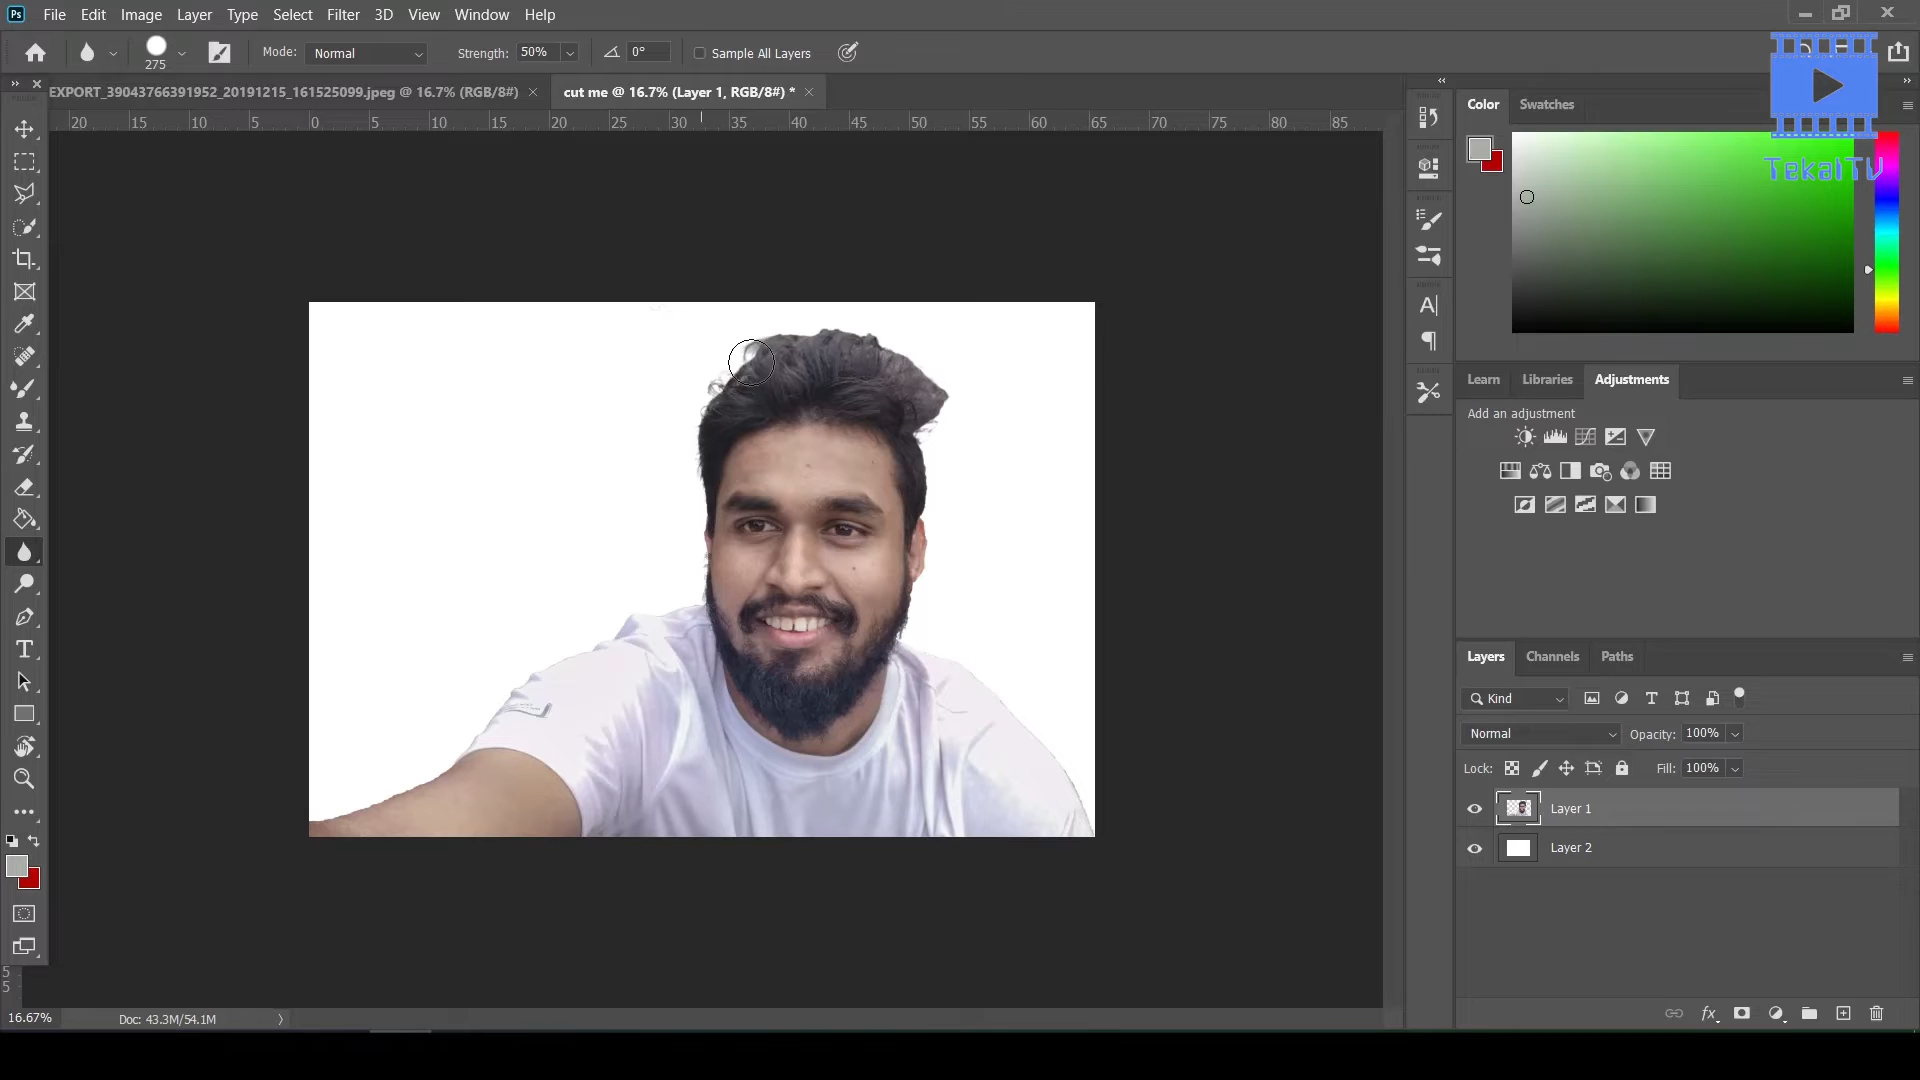 Ps File Edit Image Layer Type Select Filter 3D View Window Help
275 Mode: Normal Strength: 50% 0° Sample All Layers
EXPORT_39043766391952_20191215_161525099.jpeg @ 16.7% (RGB/8#) × cut me @ 16.7% (Layer 1, RGB/8#) * ×
20 15 10 5 0 5 10 15 20 25 30 35 40 45 50 55 60 65 70 75 80 85
TekalTV
Color Swatches
Learn Libraries Adjustments
Add an adjustment
Layers Channels Paths
Kind
Normal Opacity: 100%
Lock: Fill: 100%
Layer 1
Layer 2
5
5
16.67% Doc: 43.3M/54.1M